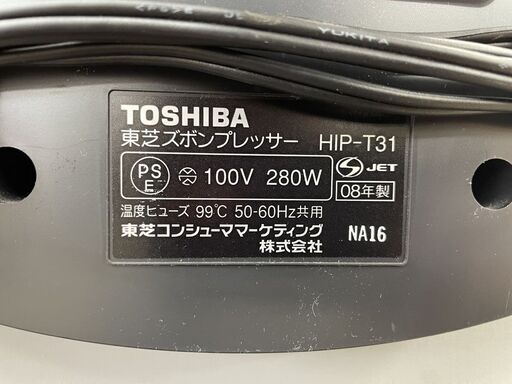 YUKITA
TOSHIBA
東芝ズボンプレッサー HIP-T31
PS
E
100V 280W
S JET
08年製
温度ヒューズ 99℃ 50-60Hz共用
東芝コンシューママーケティング
株式会社
NA16